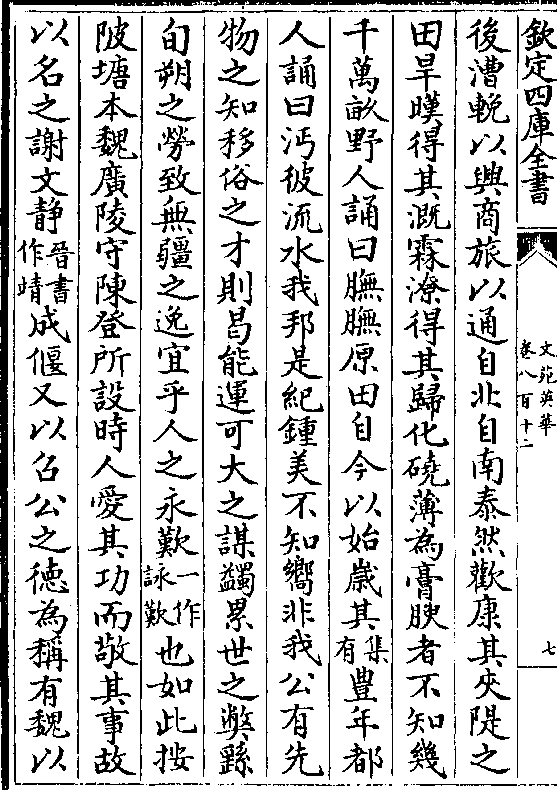 欽定四庫全書
文苑英華
卷八百十二
七
後漕輓以興商旅以通自北自南泰然歡康其夾隄之
田旱暵得其溉霖潦得其歸化磽薄為膏腴者不知幾
千萬畝野人誦曰膴膴原田自今以始歳其集有豊年都
人誦曰沔彼流水我邦是紀鍾美不知嚮非我公有先
物之知移俗之才則曷能運可大之謀蠲累世之弊繇
旬朔之勞致無疆之逸宜乎人之永歎一作詠歎也如此按
陂塘本魏廣陵守陳登所設時人愛其功而敬其事故
以名之謝文靜晉書作靖成偃又以召公之徳為稱有魏以